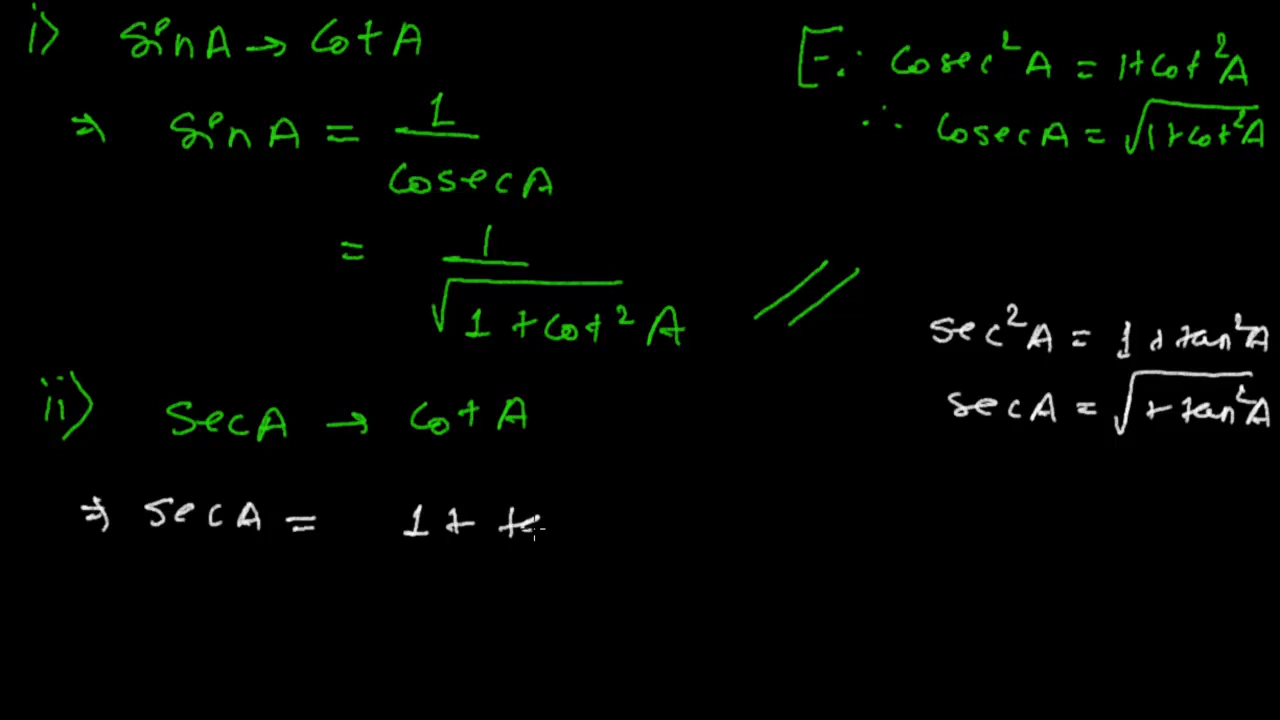 i) sinA → CotA
⇒ sinA = 1/cosecA
= 1/√(1+cot²A)
[∵ cosec²A = 1+cot²A
∴ cosecA = √(1+cot²A)
ii) secA → CotA
sec²A = 1+tan²A
secA = √(+tan²A)
⇒ secA = 1+